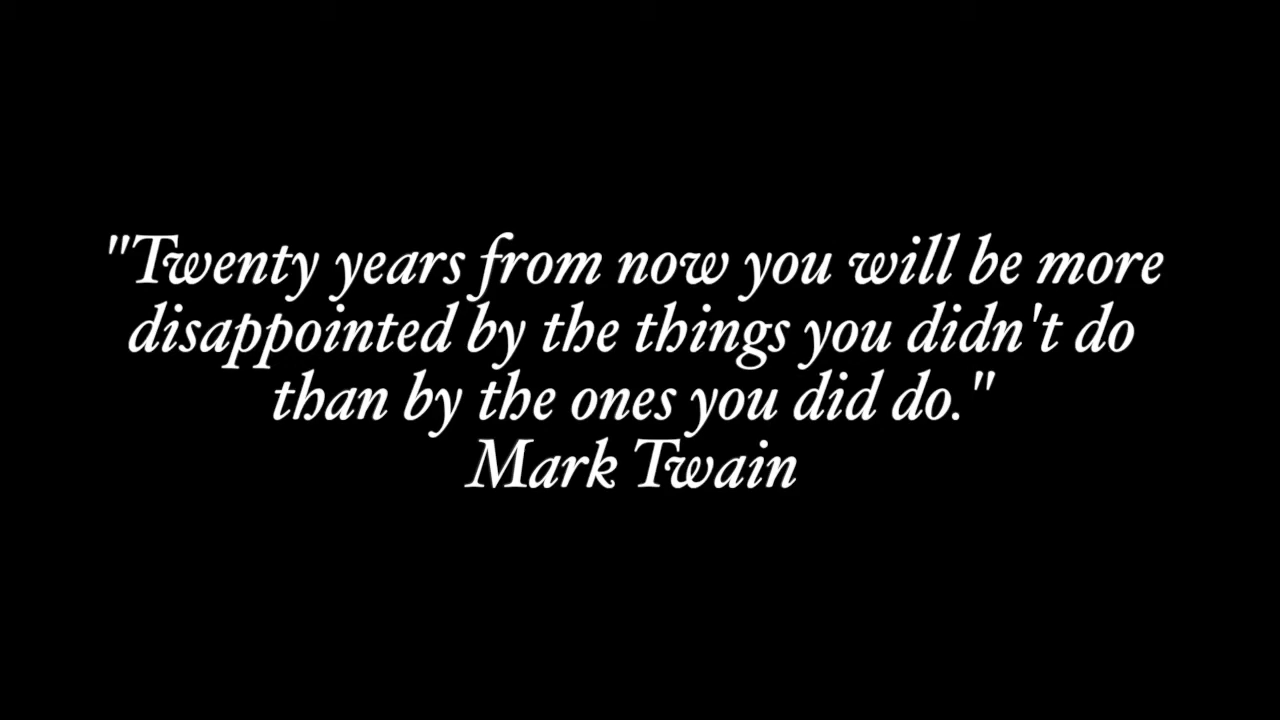 "Twenty years from now you will be more
disappointed by the things you didn't do
than by the ones you did do."
Mark Twain